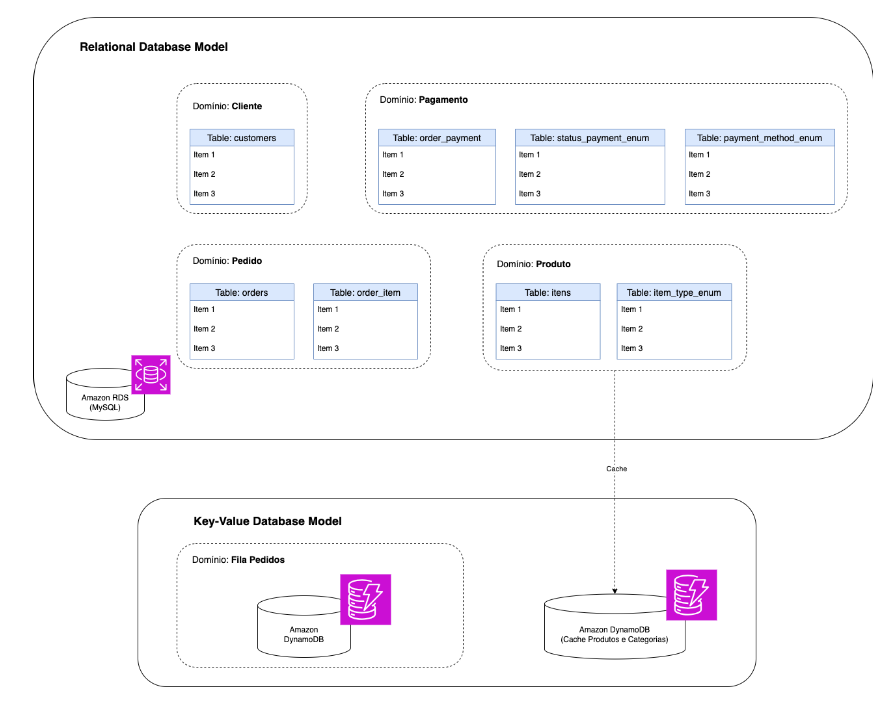 Relational Database Model
Domínio: Cliente
Table: customers
Item 1
Item 2
Item 3
Domínio: Pagamento
Table: order_payment
Item 1
Item 2
Item 3
Table: status_payment_enum
Item 1
Item 2
Item 3
Table: payment_method_enum
Item 1
Item 2
Item 3
Domínio: Pedido
Table: orders
Item 1
Item 2
Item 3
Table: order_item
Item 1
Item 2
Item 3
Domínio: Produto
Table: itens
Item 1
Item 2
Item 3
Table: item_type_enum
Item 1
Item 2
Item 3
Amazon RDS
(MySQL)
Cache
Key-Value Database Model
Domínio: Fila Pedidos
Amazon
DynamoDB
Amazon DynamoDB
(Cache Produtos e Categorias)